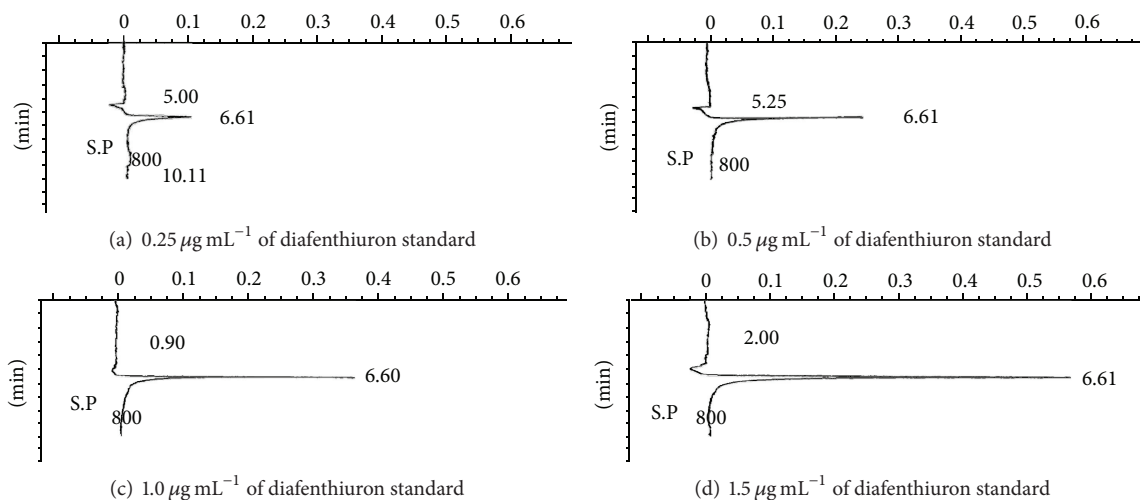 0 0.1 0.2 0.3 0.4 0.5 0.6
(min)
5.00
6.61
S.P
800
10.11
(a) 0.25 μg mL⁻¹ of diafenthiuron standard
0 0.1 0.2 0.3 0.4 0.5 0.6
(min)
5.25
6.61
S.P
800
(b) 0.5 μg mL⁻¹ of diafenthiuron standard
0 0.1 0.2 0.3 0.4 0.5 0.6
(min)
0.90
6.60
S.P
800
(c) 1.0 μg mL⁻¹ of diafenthiuron standard
0 0.1 0.2 0.3 0.4 0.5 0.6
(min)
2.00
6.61
S.P
800
(d) 1.5 μg mL⁻¹ of diafenthiuron standard